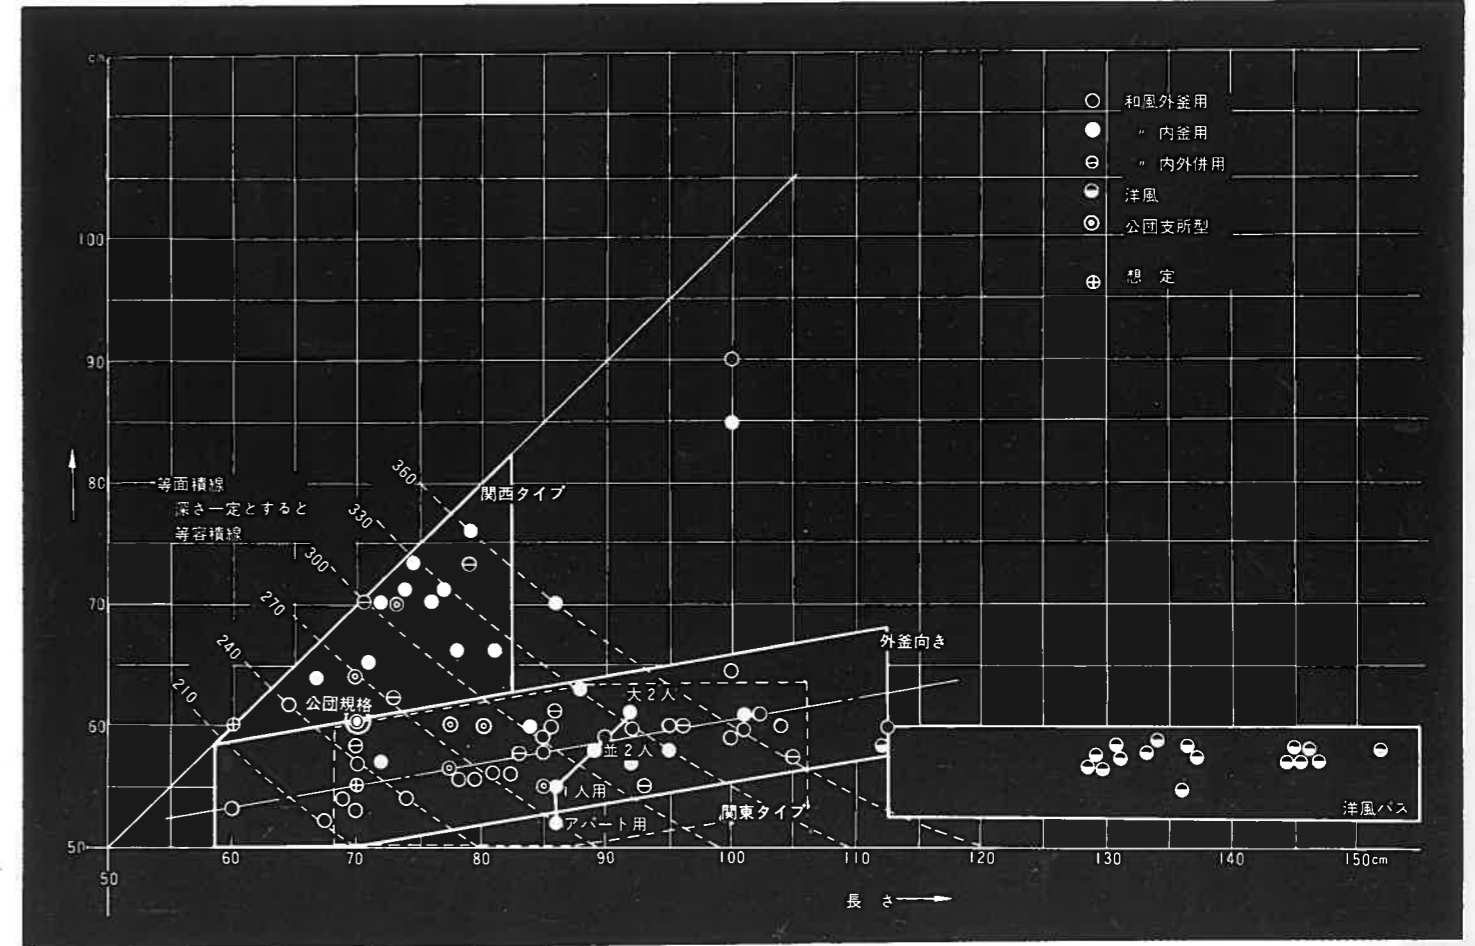 cm
和風外釜用
〃 内釜用
〃 内外併用
洋風
公団支所型
想 定
100
90
80
70
60
50
等面積線
深さ一定とすると
等容積線
360
330
300
270
240
210
関西タイプ
外釜向き
公団規格
大2人
並2人
1人用
アパート用
関東タイプ
洋風バス
50
60
70
80
90
100
110
120
130
140
150cm
長 さ